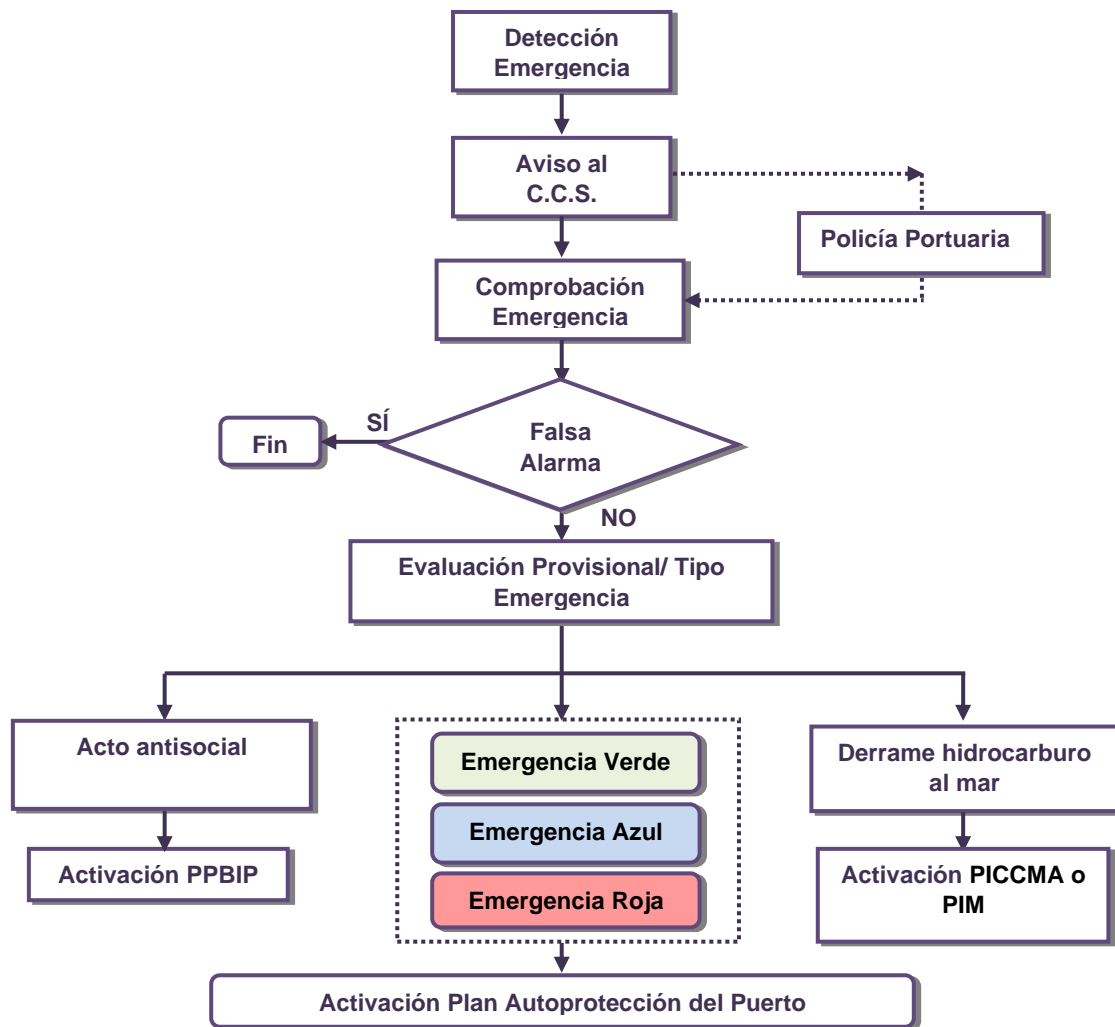 Detección
Emergencia
Aviso al
C.C.S.
Policía Portuaria
Comprobación
Emergencia
SÍ
Fin
Falsa
Alarma
NO
Evaluación Provisional/ Tipo
Emergencia
Acto antisocial
Emergencia Verde
Emergencia Azul
Emergencia Roja
Derrame hidrocarburo
al mar
Activación PPBIP
Activación PICCMA o
PIM
Activación Plan Autoprotección del Puerto